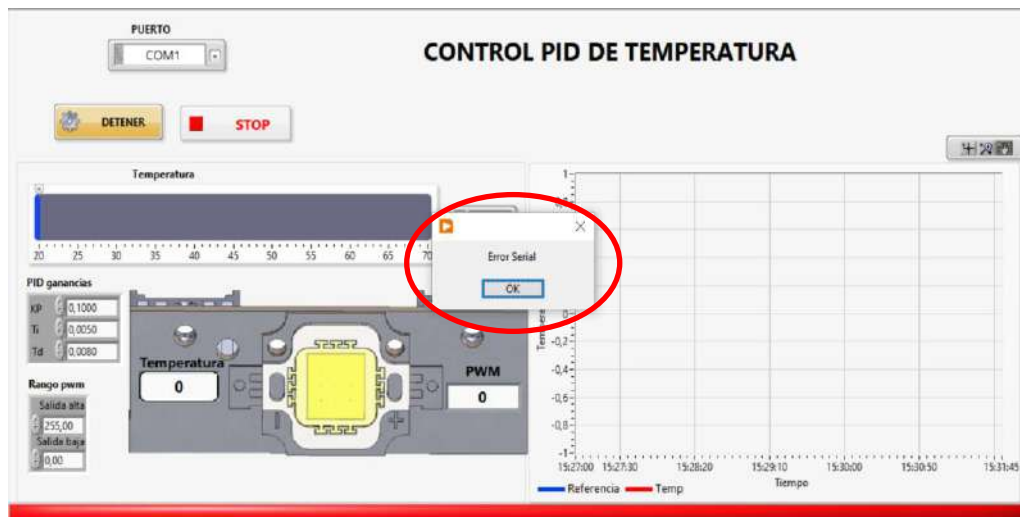 PUERTO
COM1
CONTROL PID DE TEMPERATURA
DETENER
STOP
Temperatura
20 25 30 35 40 45 50 55 60 65 70
Error Serial
OK
PID ganancias
KP 0,1000
Ti 0,0050
Td 0,0080
Rango pwm
Salida alta
255,00
Salida baja
0,00
Temperatura
0
PWM
0
1
0
-0,2
-0,4
-0,6
-0,8
-1
15:27:00 15:27:30 15:28:20 15:29:10 15:30:00 15:30:50 15:31:45
Tiempo
Referencia Temp